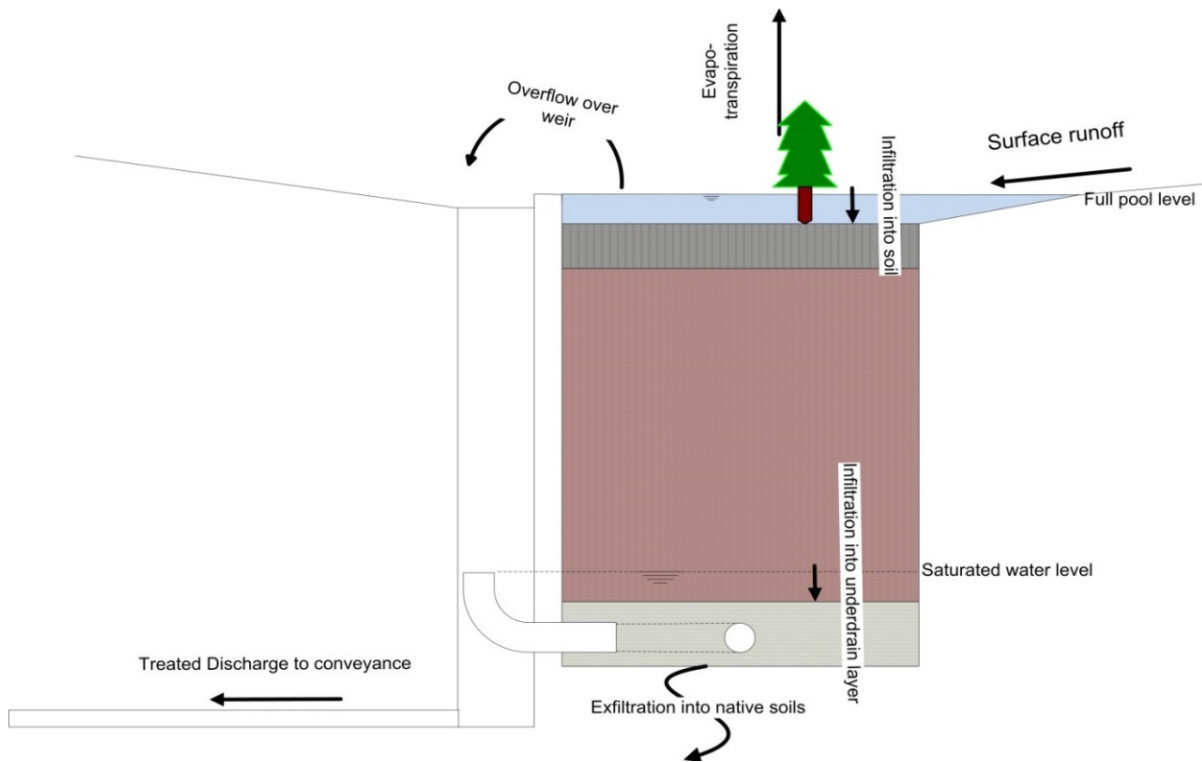 Evapo-
transpiration
Overflow over
weir
Surface runoff
Infiltration into soil
Full pool level
Infiltration into underdrain layer
Saturated water level
Treated Discharge to conveyance
Exfiltration into native soils